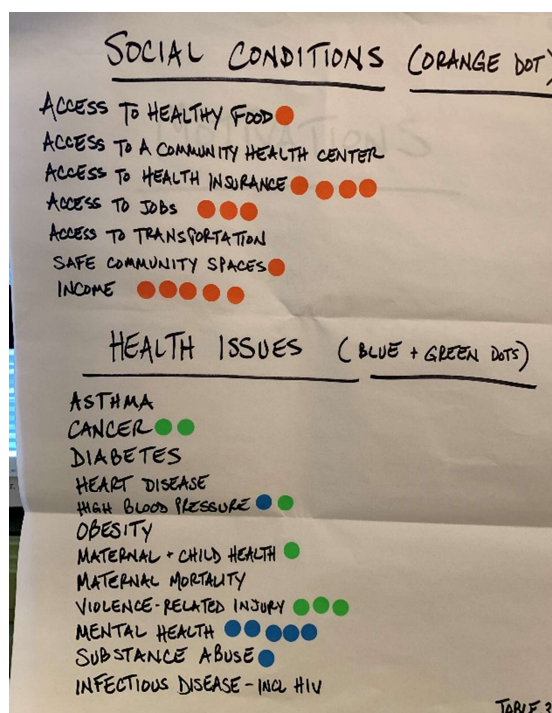 SOCIAL CONDITIONS (ORANGE DOT)
ACCESS TO HEALTHY FOOD
ACCESS TO A COMMUNITY HEALTH CENTER
ACCESS TO HEALTH INSURANCE
ACCESS TO JOBS
ACCESS TO TRANSPORTATION
SAFE COMMUNITY SPACES
INCOME
HEALTH ISSUES (BLUE + GREEN DOTS)
ASTHMA
CANCER
DIABETES
HEART DISEASE
HIGH BLOOD PRESSURE
OBESITY
MATERNAL + CHILD HEALTH
MATERNAL MORTALITY
VIOLENCE-RELATED INJURY
MENTAL HEALTH
SUBSTANCE ABUSE
INFECTIOUS DISEASE - INCL HIV
TABLE 3